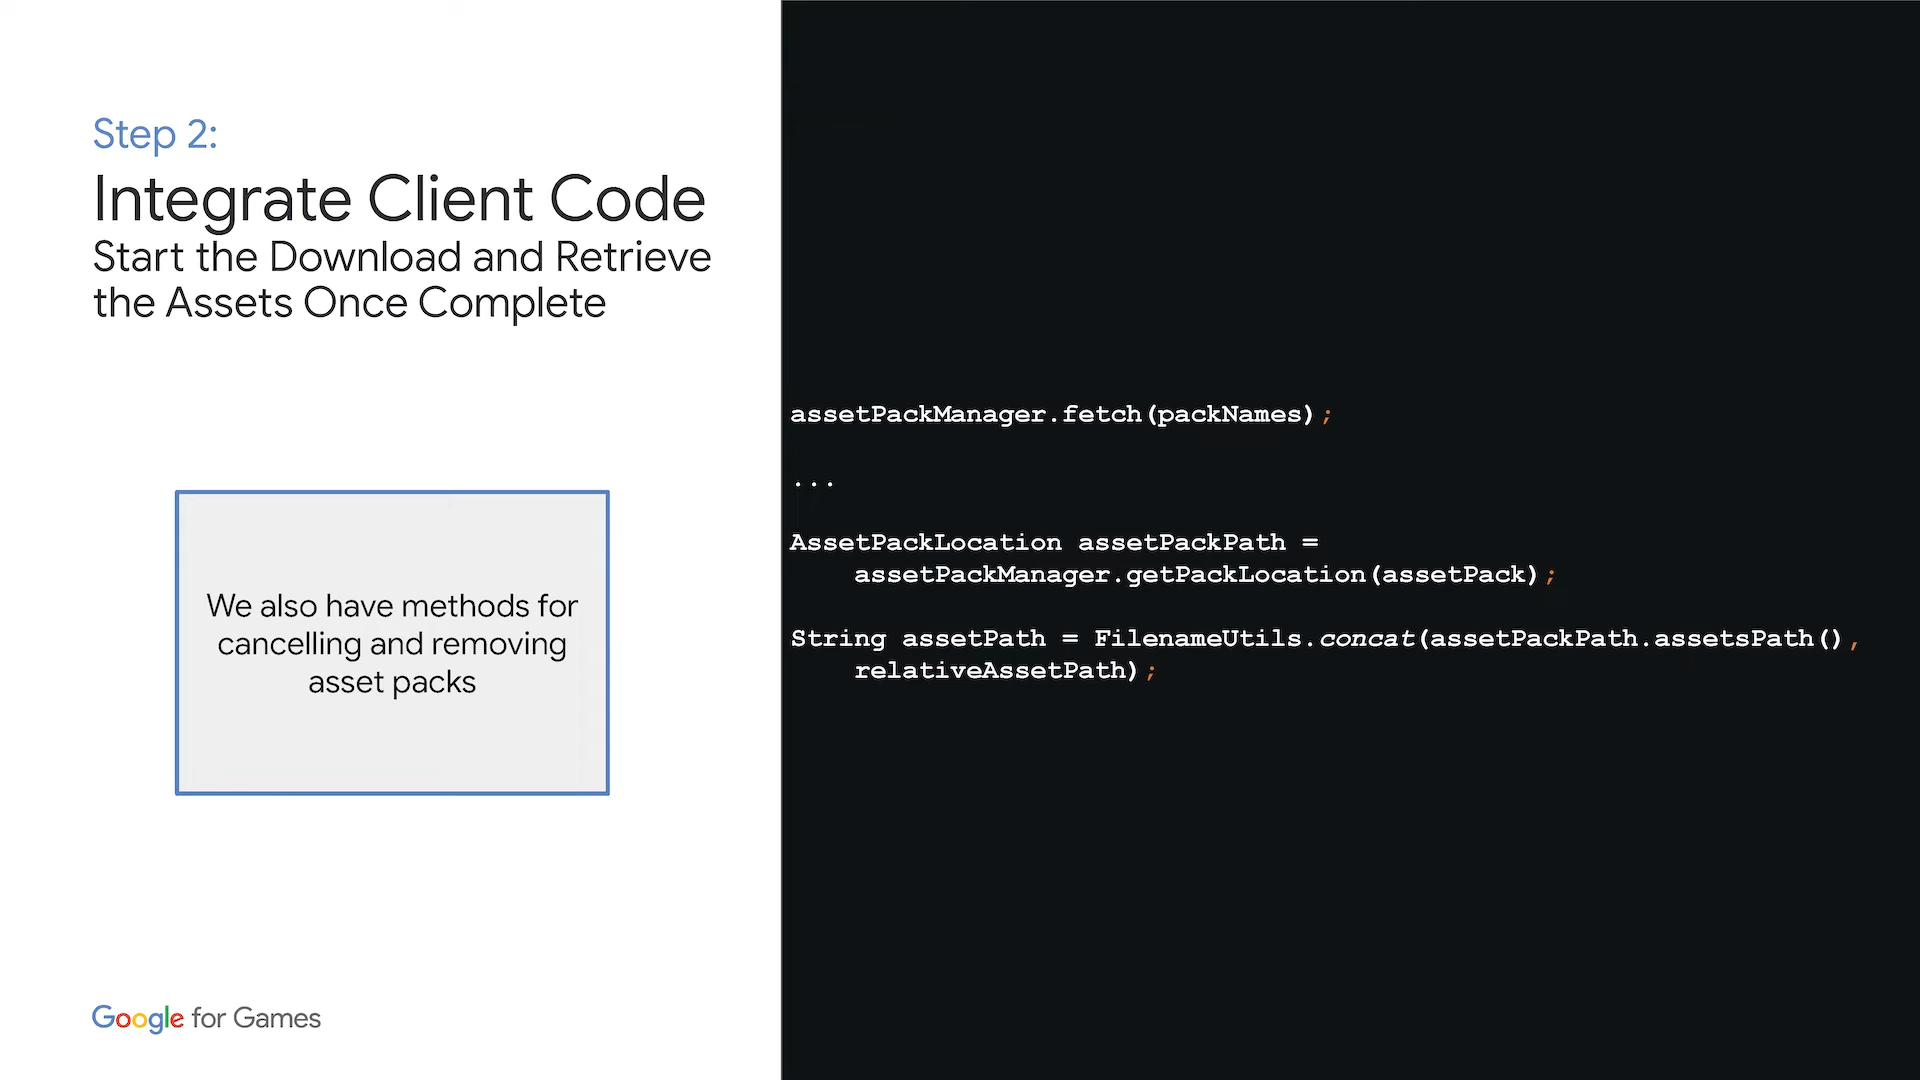 Step 2:
Integrate Client Code
Start the Download and Retrieve
the Assets Once Complete
We also have methods for
cancelling and removing
asset packs
Google for Games
assetPackManager.fetch(packNames);
...
AssetPackLocation assetPackPath =
assetPackManager.getPackLocation(assetPack);
String assetPath = FilenameUtils.concat(assetPackPath.assetsPath(),
relativeAssetPath);